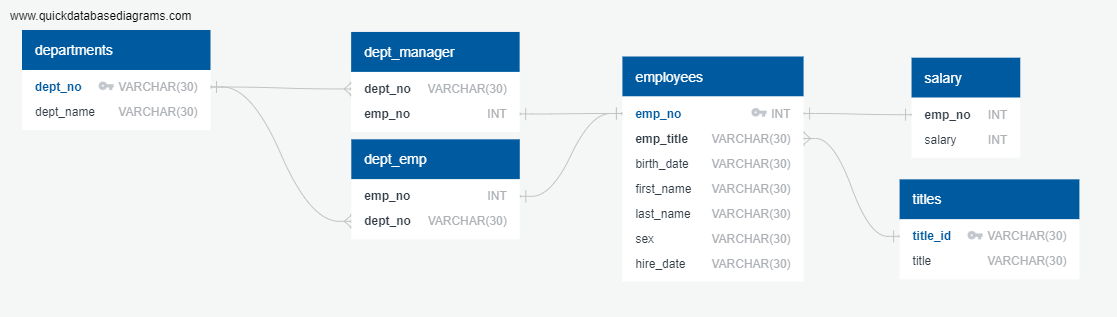 www.quickdatabasediagrams.com
departments
dept_no VARCHAR(30)
dept_name VARCHAR(30)
dept_manager
dept_no VARCHAR(30)
emp_no INT
dept_emp
emp_no INT
dept_no VARCHAR(30)
employees
emp_no INT
emp_title VARCHAR(30)
birth_date VARCHAR(30)
first_name VARCHAR(30)
last_name VARCHAR(30)
sex VARCHAR(30)
hire_date VARCHAR(30)
salary
emp_no INT
salary INT
titles
title_id VARCHAR(30)
title VARCHAR(30)